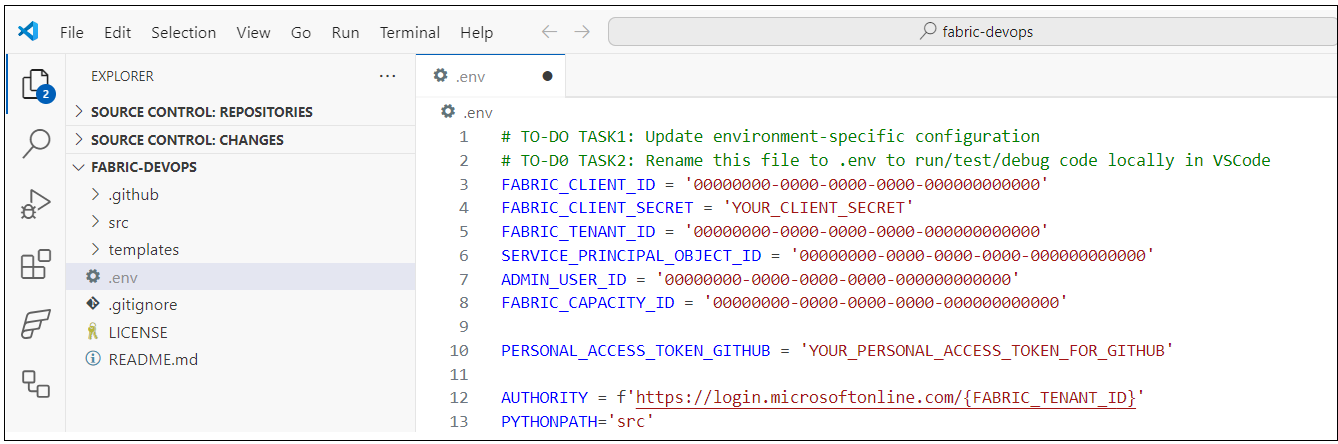 File Edit Selection View Go Run Terminal Help fabric-devops
EXPLORER ...
.env
2
SOURCE CONTROL: REPOSITORIES
SOURCE CONTROL: CHANGES
FABRIC-DEVOPS
.github
src
templates
.env
.gitignore
LICENSE
README.md
.env
1 # TO-DO TASK1: Update environment-specific configuration
2 # TO-D0 TASK2: Rename this file to .env to run/test/debug code locally in VSCode
3 FABRIC_CLIENT_ID = '00000000-0000-0000-0000-000000000000'
4 FABRIC_CLIENT_SECRET = 'YOUR_CLIENT_SECRET'
5 FABRIC_TENANT_ID = '00000000-0000-0000-0000-000000000000'
6 SERVICE_PRINCIPAL_OBJECT_ID = '00000000-0000-0000-0000-000000000000'
7 ADMIN_USER_ID = '00000000-0000-0000-0000-000000000000'
8 FABRIC_CAPACITY_ID = '00000000-0000-0000-0000-000000000000'
9
10 PERSONAL_ACCESS_TOKEN_GITHUB = 'YOUR_PERSONAL_ACCESS_TOKEN_FOR_GITHUB'
11
12 AUTHORITY = f'https://login.microsoftonline.com/{FABRIC_TENANT_ID}'
13 PYTHONPATH='src'